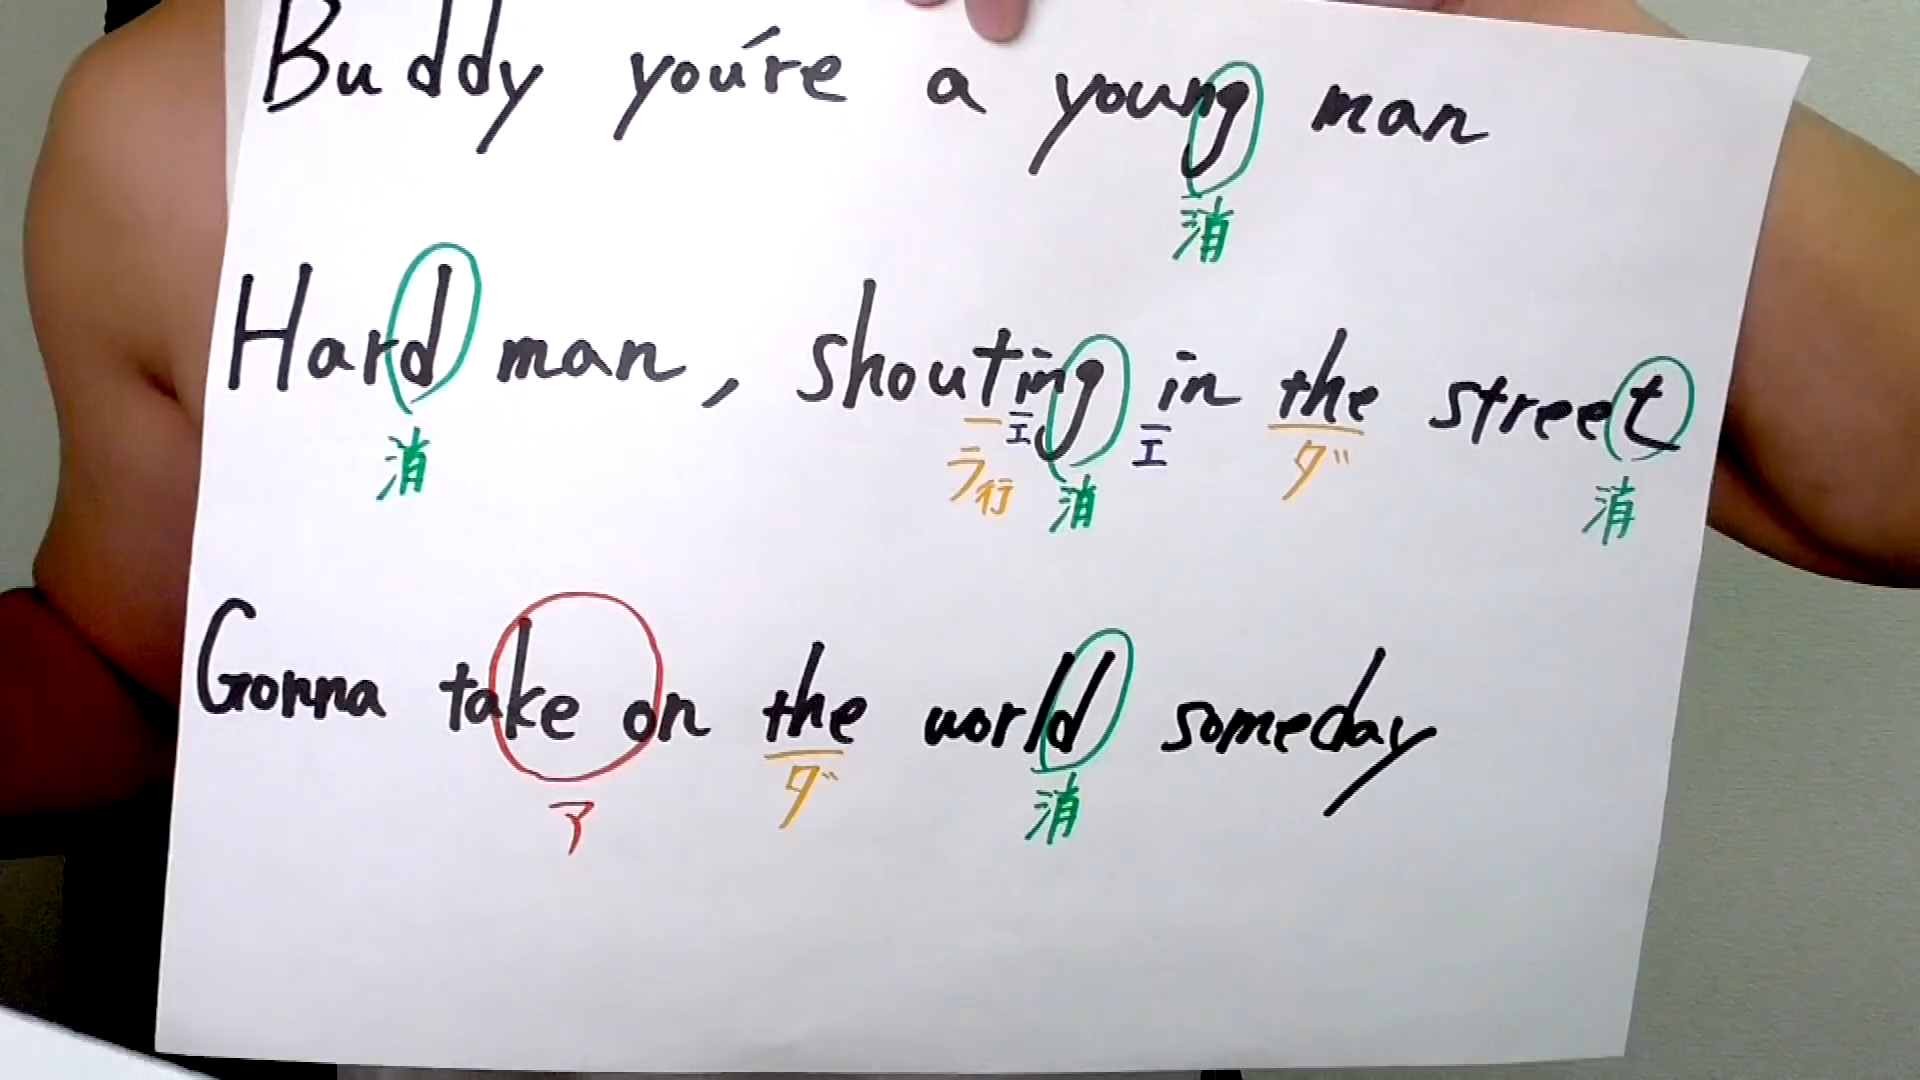 Buddy you're a young man
消
Hard man, shouting in the street
消 ラ行 エ 消 エ ダ 消
Gonna take on the world someday
ア ダ 消